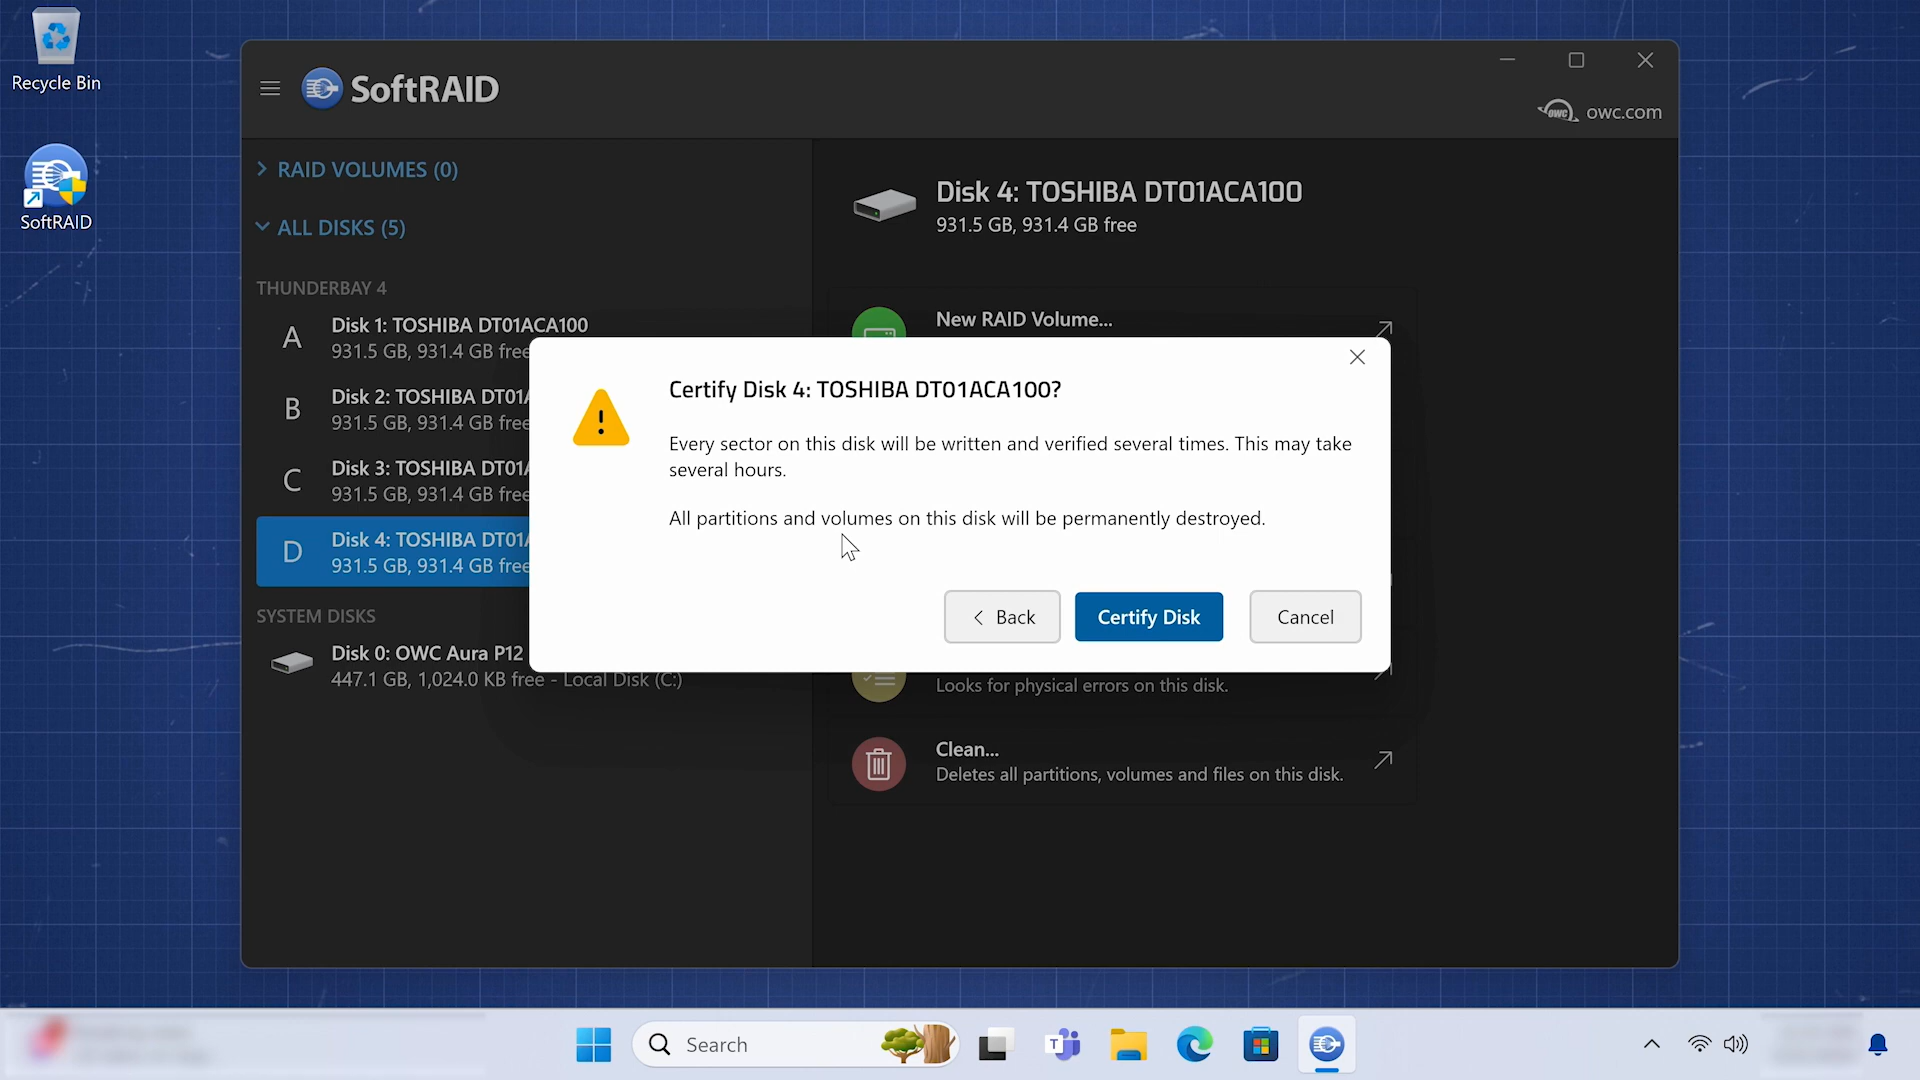 Recycle Bin
SoftRAID
SoftRAID
owc
owc.com
RAID VOLUMES (0)
ALL DISKS (5)
THUNDERBAY 4
A
Disk 1: TOSHIBA DT01ACA100
931.5 GB, 931.4 GB free
B
Disk 2: TOSHIBA DT01A
931.5 GB, 931.4 GB free
C
Disk 3: TOSHIBA DT01A
931.5 GB, 931.4 GB free
D
Disk 4: TOSHIBA DT01A
931.5 GB, 931.4 GB free
SYSTEM DISKS
Disk 0: OWC Aura P12
447.1 GB, 1,024.0 KB free - Local Disk (C:)
Disk 4: TOSHIBA DT01ACA100
931.5 GB, 931.4 GB free
New RAID Volume...
Certify Disk 4: TOSHIBA DT01ACA100?
Every sector on this disk will be written and verified several times. This may take
several hours.
All partitions and volumes on this disk will be permanently destroyed.
Back
Certify Disk
Cancel
Looks for physical errors on this disk.
Clean...
Deletes all partitions, volumes and files on this disk.
Search
T